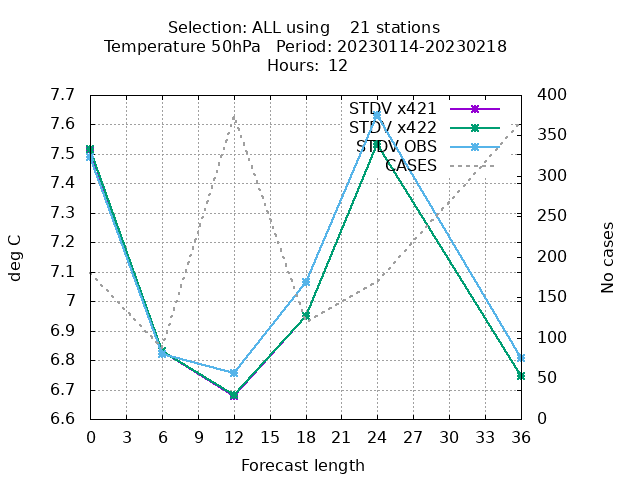 Selection: ALL using    21 stations
Temperature 50hPa   Period: 20230114-20230218
Hours: 12
STDV x421
STDV x422
STDV OBS
CASES
7.7
7.6
7.5
7.4
7.3
7.2
7.1
7
6.9
6.8
6.7
6.6
400
350
300
250
200
150
100
50
0
deg C
No cases
0 3 6 9 12 15 18 21 24 27 30 33 36
Forecast length